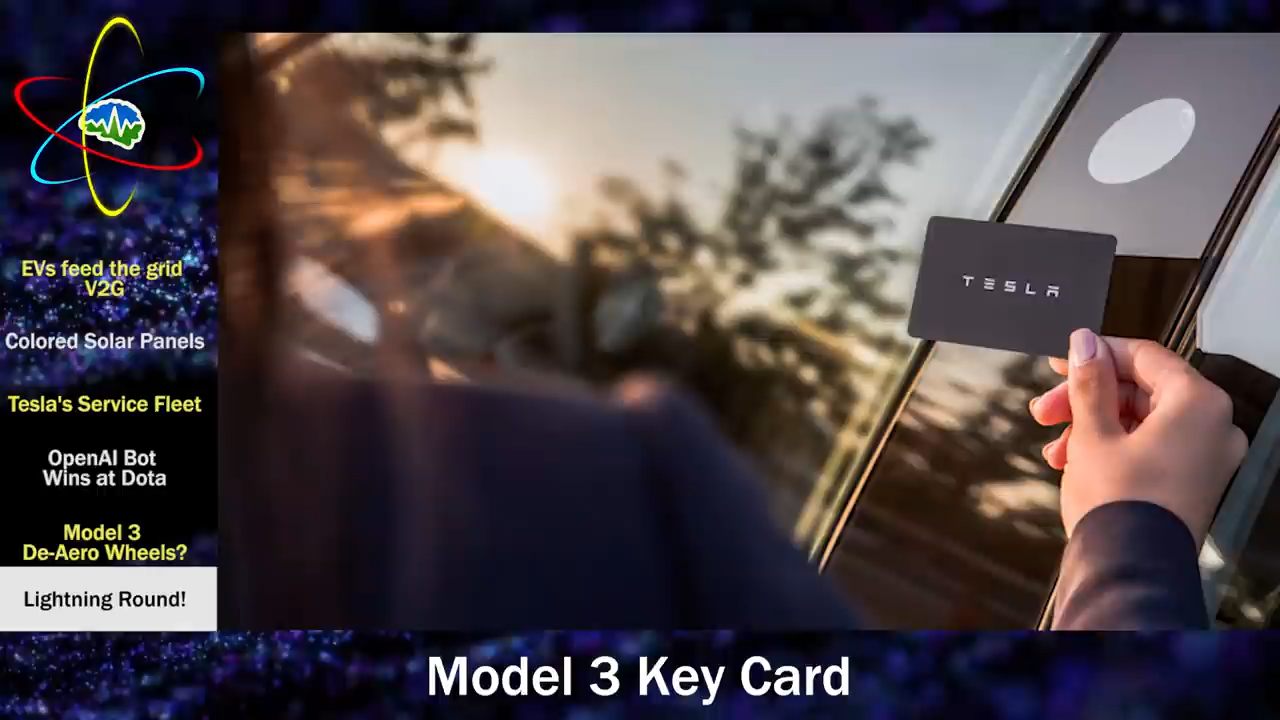 EVs feed the grid
V2G
Colored Solar Panels
Tesla's Service Fleet
OpenAI Bot
Wins at Dota
Model 3
De-Aero Wheels?
Lightning Round!
TESLA
Model 3 Key Card